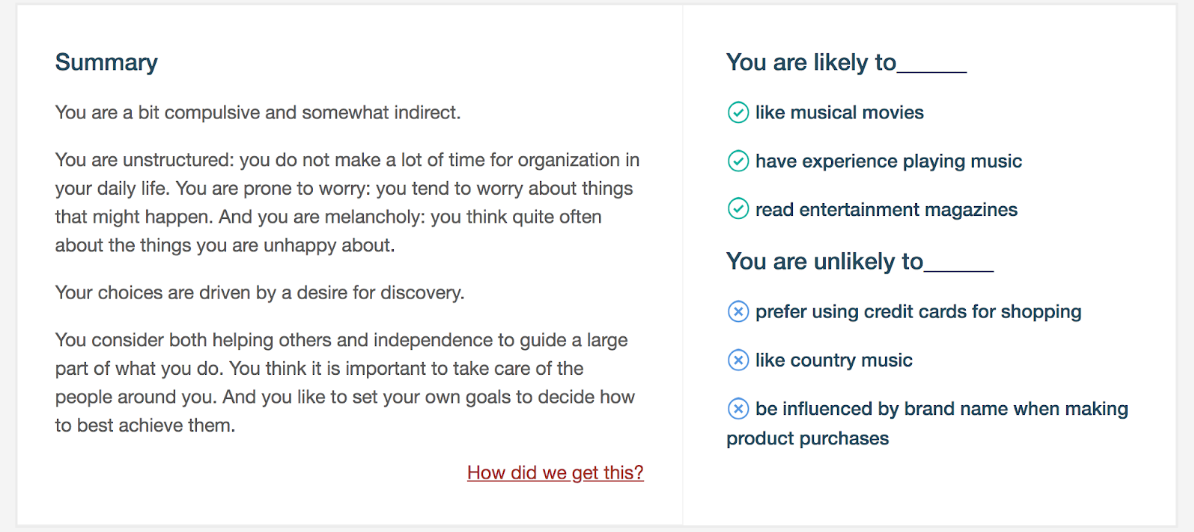 Summary
You are a bit compulsive and somewhat indirect.
You are unstructured: you do not make a lot of time for organization in
your daily life. You are prone to worry: you tend to worry about things
that might happen. And you are melancholy: you think quite often
about the things you are unhappy about.
Your choices are driven by a desire for discovery.
You consider both helping others and independence to guide a large
part of what you do. You think it is important to take care of the
people around you. And you like to set your own goals to decide how
to best achieve them.
How did we get this?
You are likely to______
like musical movies
have experience playing music
read entertainment magazines
You are unlikely to______
prefer using credit cards for shopping
like country music
be influenced by brand name when making
product purchases